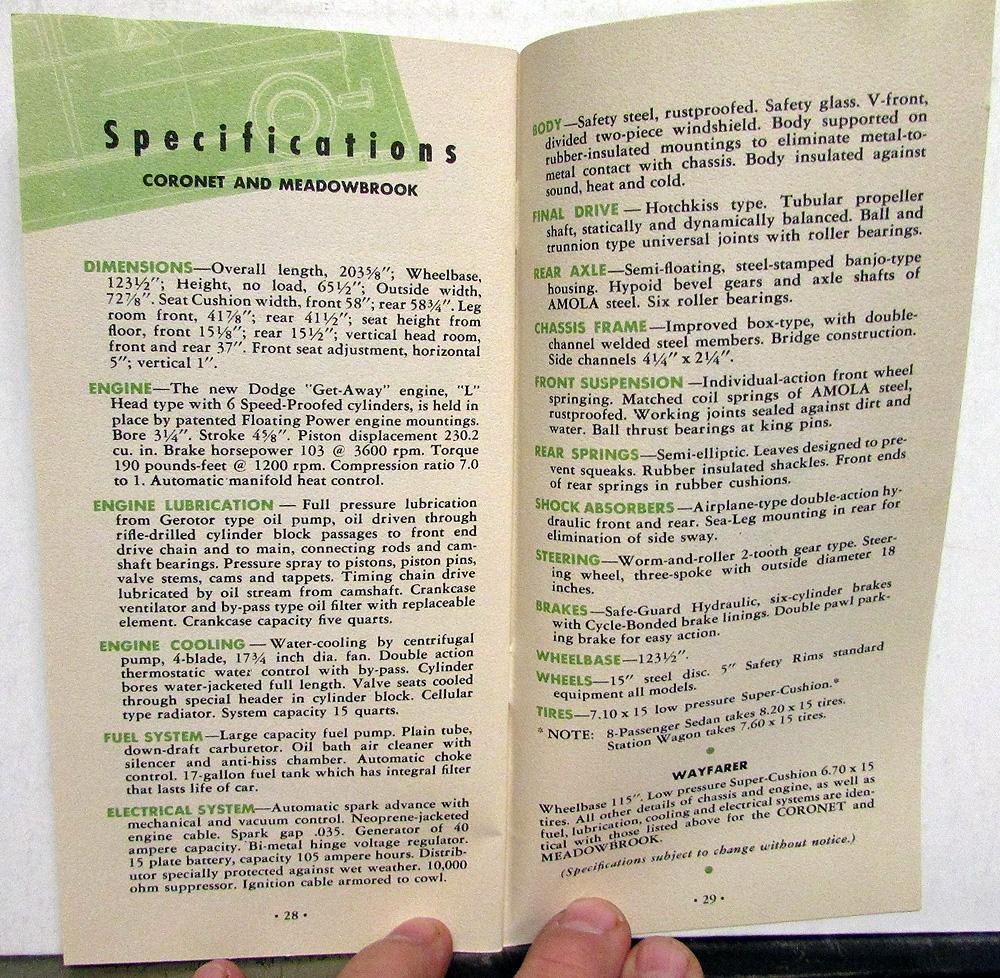 Specifications
CORONET AND MEADOWBROOK
DIMENSIONS—Overall length, 203⅝″; Wheelbase,
123½″; Height, no load, 65½″; Outside width,
72⅞″. Seat Cushion width, front 58″; rear 58¾″. Leg
room front, 41⅞″; rear 41½″; seat height from
floor, front 15⅛″; rear 15½″; vertical head room,
front and rear 37″. Front seat adjustment, horizontal
5″; vertical 1″.
ENGINE—The new Dodge "Get-Away" engine, "L"
Head type with 6 Speed-Proofed cylinders, is held in
place by patented Floating Power engine mountings.
Bore 3¼″. Stroke 4⅝″. Piston displacement 230.2
cu. in. Brake horsepower 103 @ 3600 rpm. Torque
190 pounds-feet @ 1200 rpm. Compression ratio 7.0
to 1. Automatic manifold heat control.
ENGINE LUBRICATION — Full pressure lubrication
from Gerotor type oil pump, oil driven through
rifle-drilled cylinder block passages to front end
drive chain and to main, connecting rods and cam-
shaft bearings. Pressure spray to pistons, piston pins,
valve stems, cams and tappets. Timing chain drive
lubricated by oil stream from camshaft. Crankcase
ventilator and by-pass type oil filter with replaceable
element. Crankcase capacity five quarts.
ENGINE COOLING — Water-cooling by centrifugal
pump, 4-blade, 17¾ inch dia. fan. Double action
thermostatic water control with by-pass. Cylinder
bores water-jacketed full length. Valve seats cooled
through special header in cylinder block. Cellular
type radiator. System capacity 15 quarts.
FUEL SYSTEM—Large capacity fuel pump. Plain tube,
down-draft carburetor. Oil bath air cleaner with
silencer and anti-hiss chamber. Automatic choke
control. 17-gallon fuel tank which has integral filter
that lasts life of car.
ELECTRICAL SYSTEM—Automatic spark advance with
mechanical and vacuum control. Neoprene-jacketed
engine cable. Spark gap .035. Generator of 40
ampere capacity. Bi-metal hinge voltage regulator.
15 plate battery, capacity 105 ampere hours. Distrib-
utor specially protected against wet weather. 10,000
ohm suppressor. Ignition cable armored to cowl.
• 28 •
BODY—Safety steel, rustproofed. Safety glass. V-front,
divided two-piece windshield. Body supported on
rubber-insulated mountings to eliminate metal-to-
metal contact with chassis. Body insulated against
sound, heat and cold.
FINAL DRIVE — Hotchkiss type. Tubular propeller
shaft, statically and dynamically balanced. Ball and
trunnion type universal joints with roller bearings.
REAR AXLE—Semi-floating, steel-stamped banjo-type
housing. Hypoid bevel gears and axle shafts of
AMOLA steel. Six roller bearings.
CHASSIS FRAME—Improved box-type, with double-
channel welded steel members. Bridge construction.
Side channels 4¼″ x 2¼″.
FRONT SUSPENSION —Individual-action front wheel
springing. Matched coil springs of AMOLA steel,
rustproofed. Working joints sealed against dirt and
water. Ball thrust bearings at king pins.
REAR SPRINGS—Semi-elliptic. Leaves designed to pre-
vent squeaks. Rubber insulated shackles. Front ends
of rear springs in rubber cushions.
SHOCK ABSORBERS—Airplane-type double-action hy-
draulic front and rear. Sea-Leg mounting in rear for
elimination of side sway.
STEERING—Worm-and-roller 2-tooth gear type. Steer-
ing wheel, three-spoke with outside diameter 18
inches.
BRAKES—Safe-Guard Hydraulic, six-cylinder brakes
with Cycle-Bonded brake linings. Double pawl park-
ing brake for easy action.
WHEELBASE—123½″.
WHEELS—15″ steel disc. 5″ Safety Rims standard
equipment all models.
TIRES—7.10 x 15 low pressure Super-Cushion.*
* NOTE: 8-Passenger Sedan takes 8.20 x 15 tires.
Station Wagon takes 7.60 x 15 tires.
WAYFARER
Wheelbase 115″. Low pressure Super-Cushion 6.70 x 15
tires. All other details of chassis and engine, as well as
fuel, lubrication, cooling and electrical systems are iden-
tical with those listed above for the CORONET and
MEADOWBROOK.
(Specifications subject to change without notice.)
• 29 •